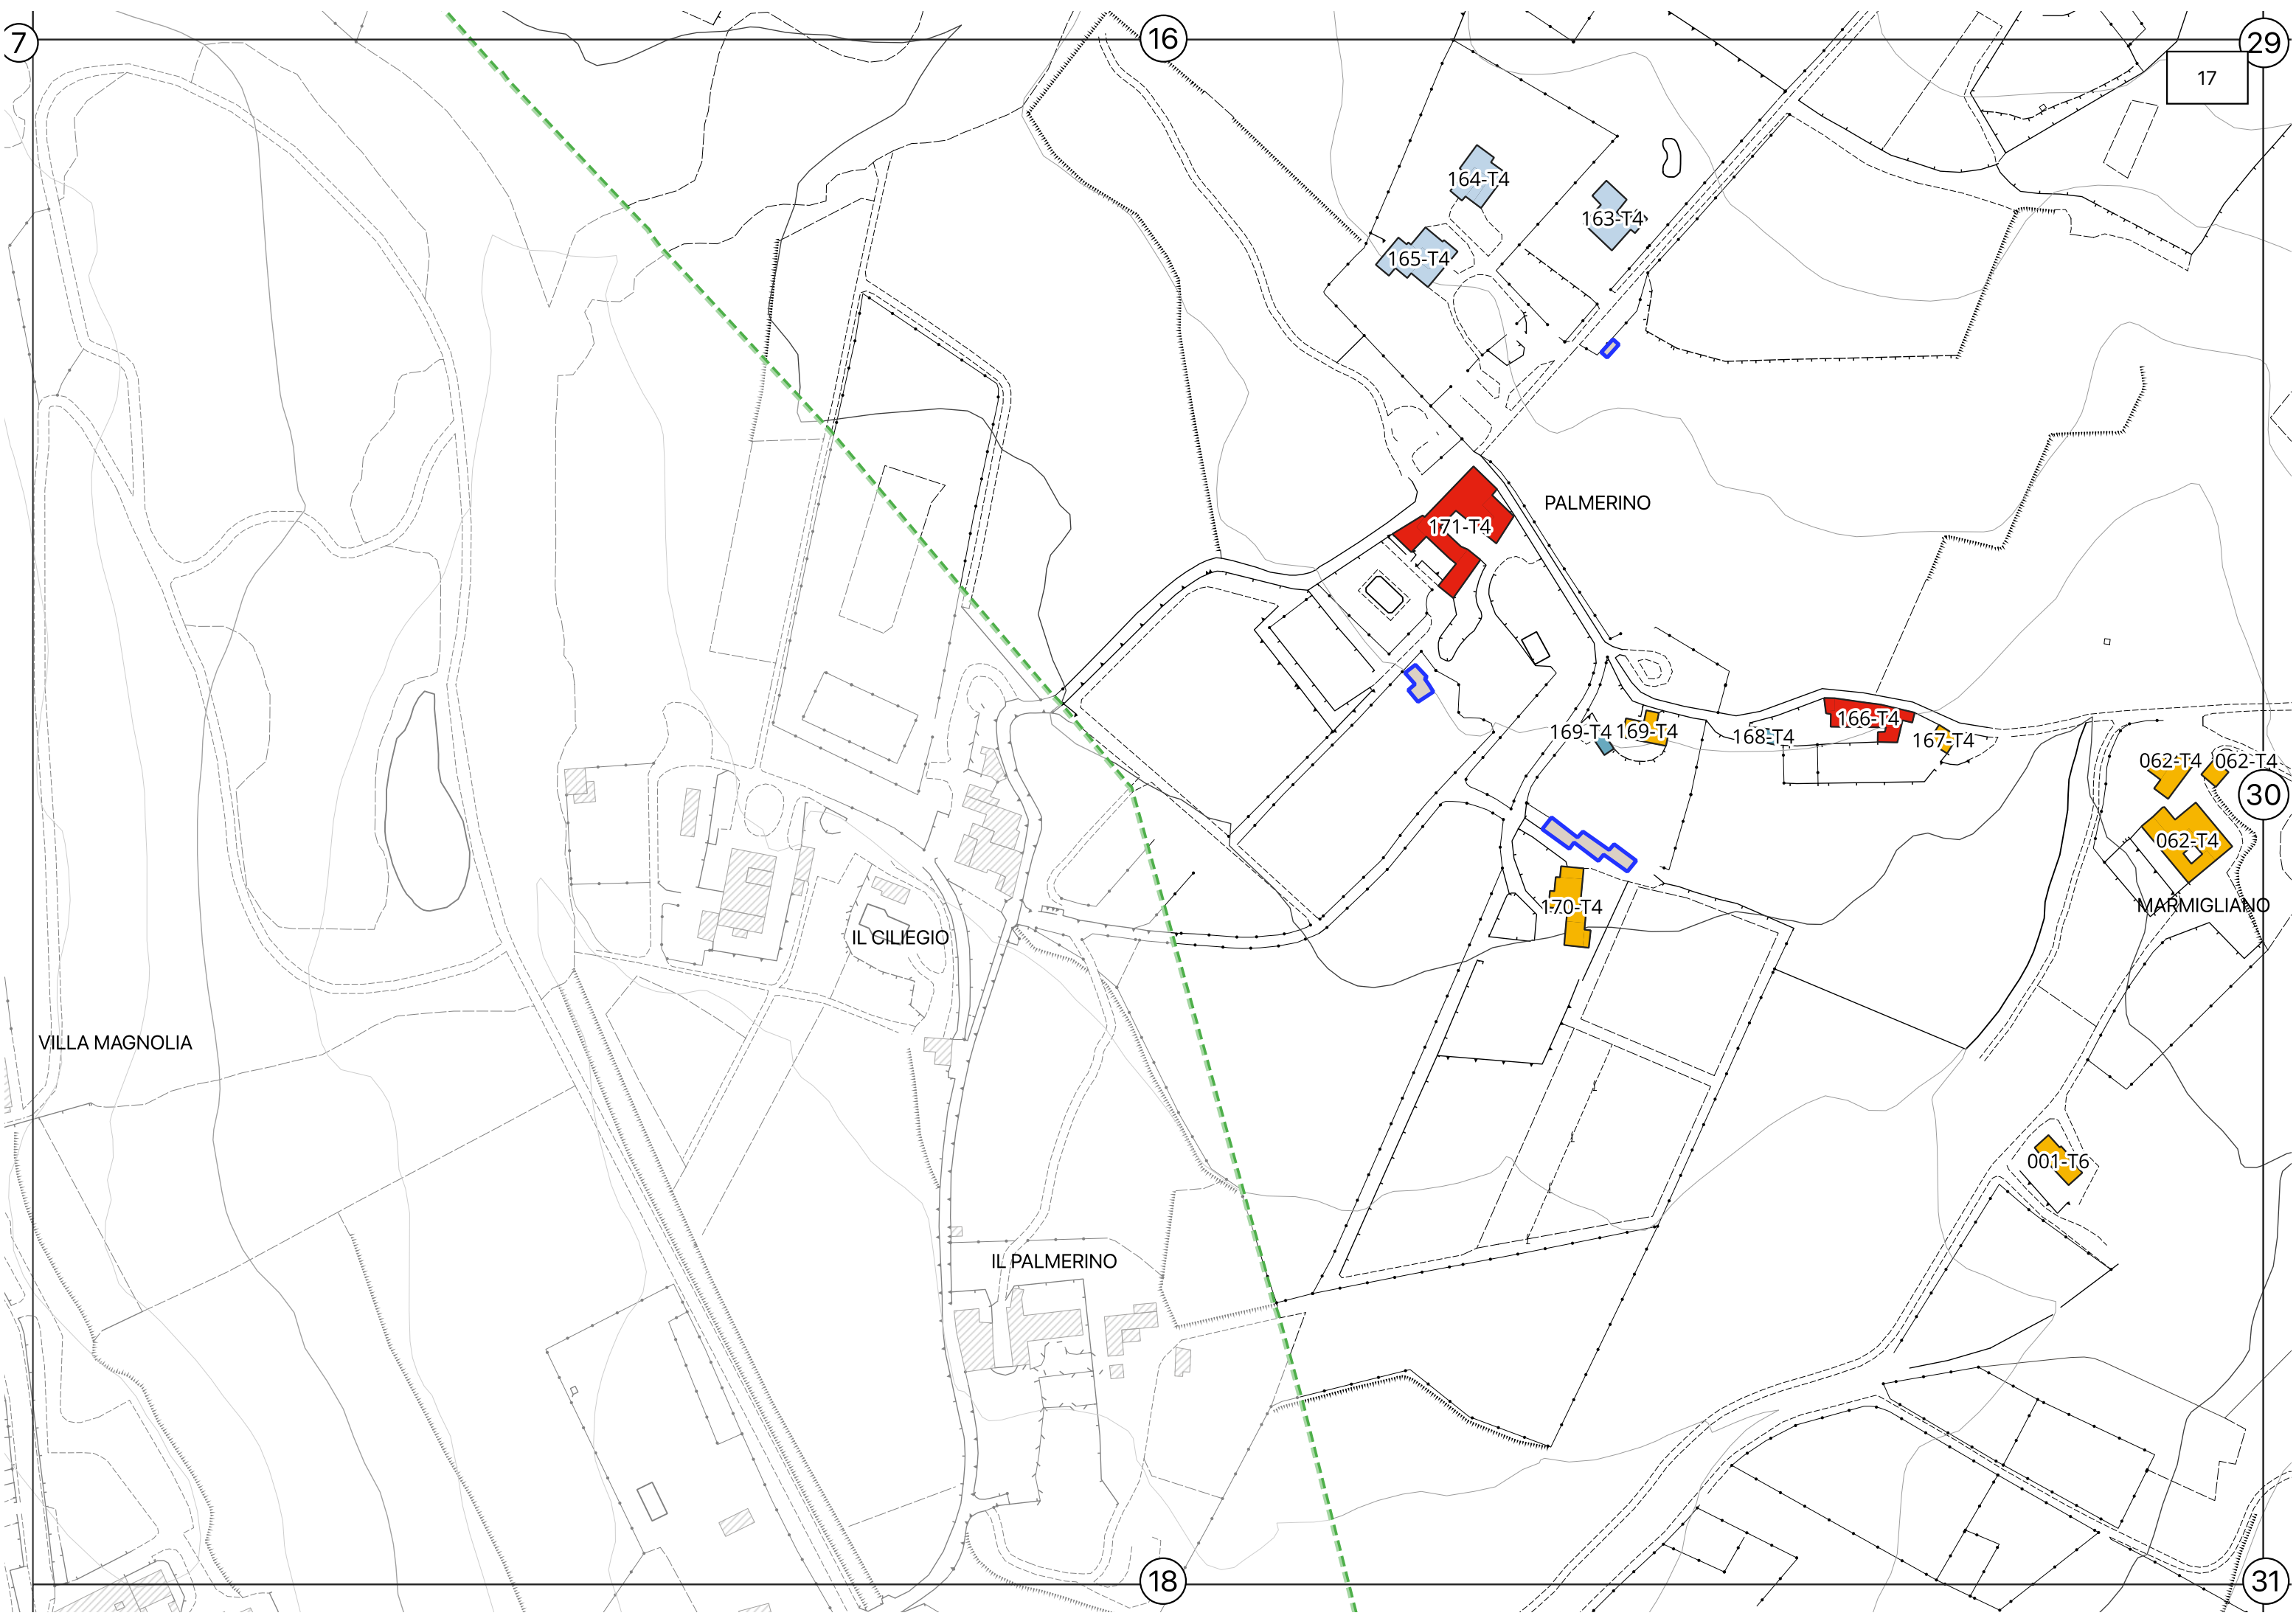 7
16
29
17
164-T4
163-T4
165-T4
PALMERINO
171-T4
169-T4
169-T4
168-T4
166-T4
167-T4
062-T4
062-T4
30
062-T4
170-T4
MARMIGLIANO
IL CILIEGIO
VILLA MAGNOLIA
001-T6
IL PALMERINO
18
31